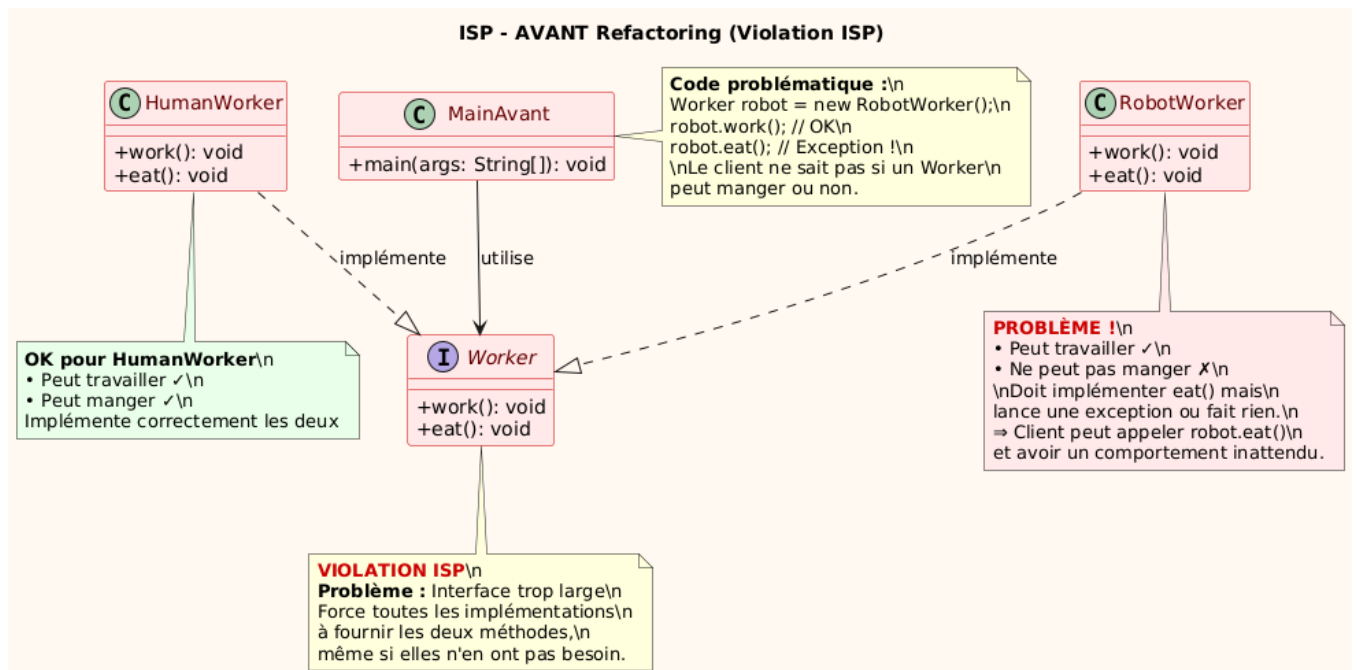 ISP - AVANT Refactoring (Violation ISP)
C HumanWorker
+work(): void
+eat(): void
C MainAvant
+main(args: String[]): void
Code problématique :\n
Worker robot = new RobotWorker();\n
robot.work(); // OK\n
robot.eat(); // Exception !\n
\nLe client ne sait pas si un Worker\n
peut manger ou non.
C RobotWorker
+work(): void
+eat(): void
implémente
utilise
implémente
OK pour HumanWorker\n
• Peut travailler ✓\n
• Peut manger ✓\n
Implémente correctement les deux
I Worker
+work(): void
+eat(): void
PROBLÈME !\n
• Peut travailler ✓\n
• Ne peut pas manger ✗\n
\nDoit implémenter eat() mais\n
lance une exception ou fait rien.\n
⇒ Client peut appeler robot.eat()\n
et avoir un comportement inattendu.
VIOLATION ISP\n
Problème : Interface trop large\n
Force toutes les implémentations\n
à fournir les deux méthodes,\n
même si elles n'en ont pas besoin.